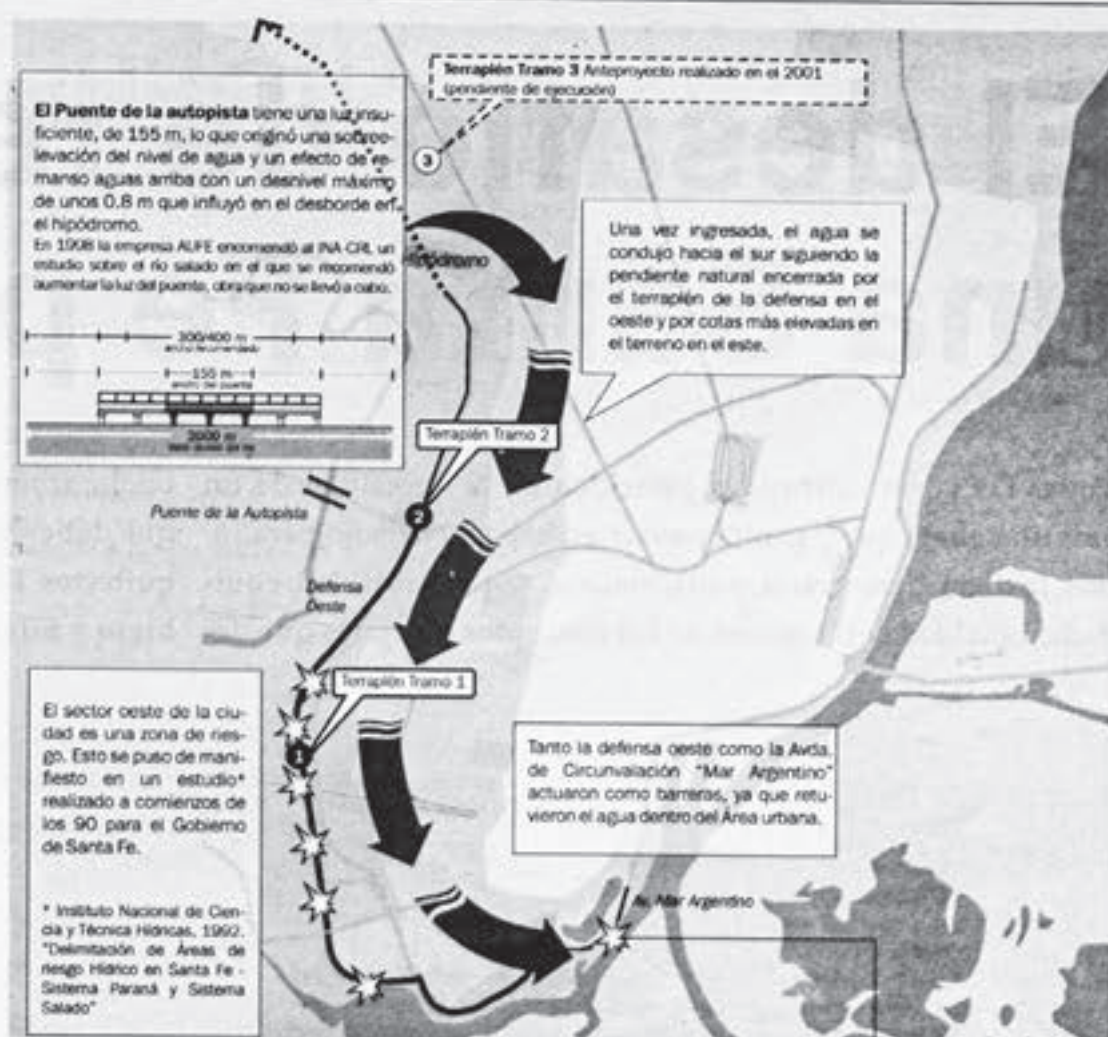 Terraplén Tramo 3 Anteproyecto realizado en el 2001
(pendiente de ejecución)
El Puente de la autopista tiene una luz insu-
ficiente, de 155 m, lo que originó una sobree-
levación del nivel de agua y un efecto de re-
manso aguas arriba con un desnivel máximo
de unos 0.8 m que influyó en el desborde en
el hipódromo.
En 1998 la empresa AUFE encomendó al INA-CRL un
estudio sobre el río salado en el que se recomendó
aumentar la luz del puente, obra que no se llevó a cabo.
300/400 m
ancho recomendado
155 m
ancho del puente
2000 m
3
Hipódromo
Una vez ingresada, el agua se
condujo hacia el sur siguiendo la
pendiente natural encerrada por
el terraplén de la defensa en el
oeste y por cotas más elevadas en
el terreno en el este.
Terraplén Tramo 2
Puente de la Autopista
2
Defensa
Oeste
Terraplén Tramo 1
1
El sector oeste de la ciu-
dad es una zona de ries-
go. Esto se puso de mani-
fiesto en un estudio*
realizado a comienzos de
los 90 para el Gobierno
de Santa Fe.
* Instituto Nacional de Cien-
cia y Técnica Hídricas, 1992.
"Delimitación de Áreas de
riesgo Hídrico en Santa Fe -
Sistema Paraná y Sistema
Salado"
Tanto la defensa oeste como la Avda.
de Circunvalación "Mar Argentino"
actuaron como barreras, ya que retu-
vieron el agua dentro del Área urbana.
Av. Mar Argentino